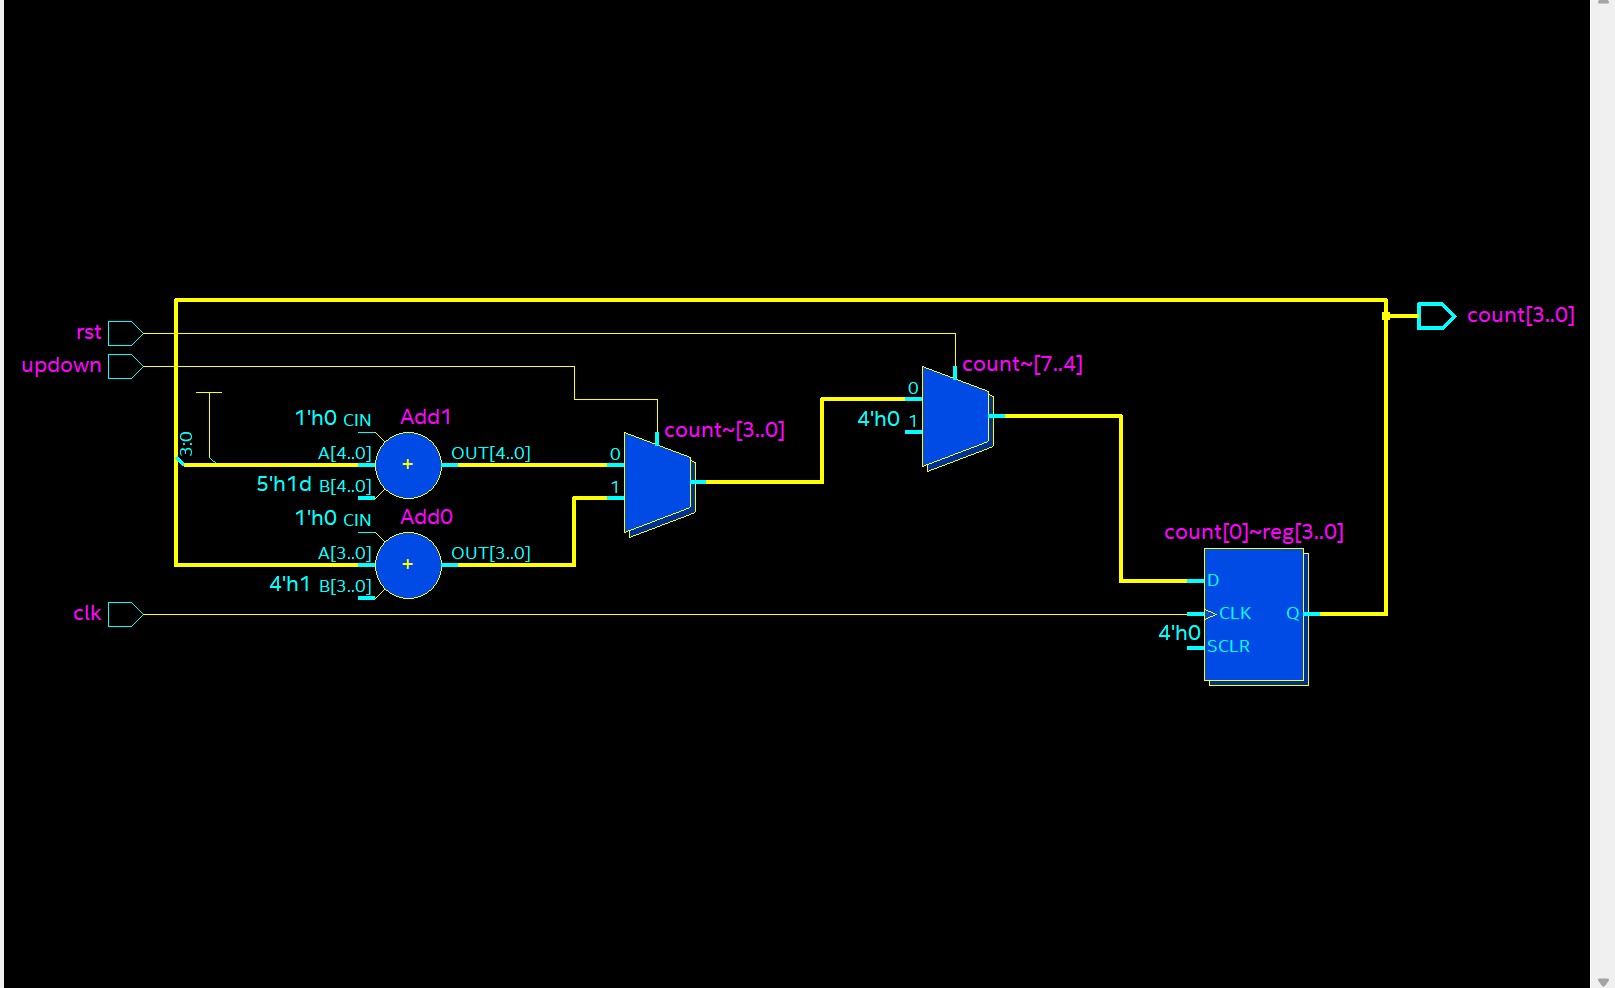 count[3..0]
rst
count~[7..4]
updown
0
4'h0 1
1'h0 CIN Add1
count~[3..0]
3:0
A[4..0] + OUT[4..0] 0
5'h1d B[4..0] 1
1'h0 CIN Add0
count[0]~reg[3..0]
A[3..0] + OUT[3..0]
4'h1 B[3..0] D
clk CLK Q
4'h0
SCLR